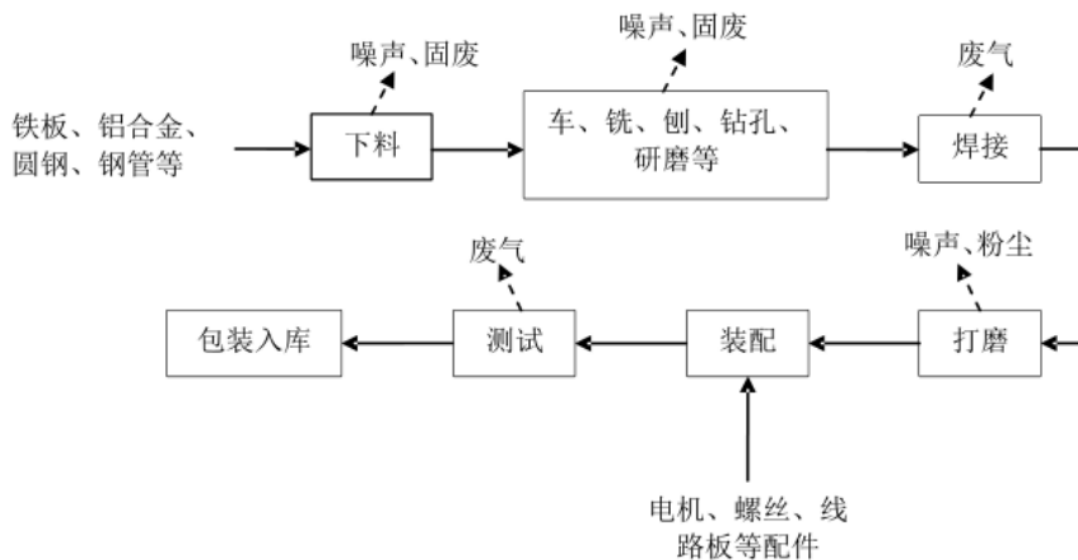 噪声、固废
噪声、固废
废气
铁板、铝合金、
圆钢、钢管等
下料
车、铣、刨、钻孔、
研磨等
焊接
废气
噪声、粉尘
包装入库
测试
装配
打磨
电机、螺丝、线
路板等配件